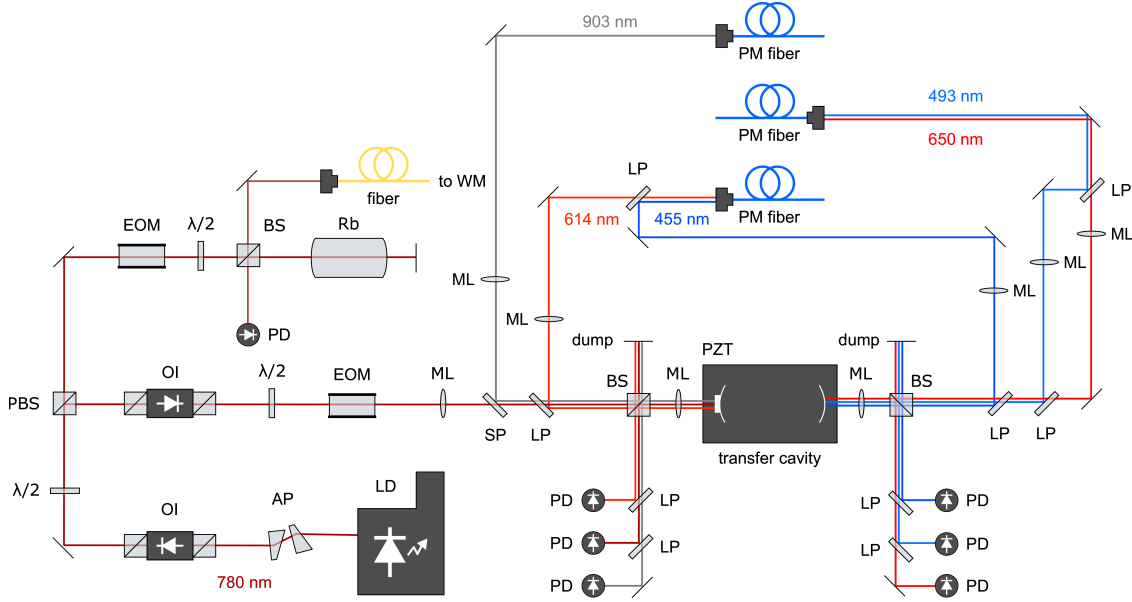 903 nm
PM fiber
493 nm
PM fiber
650 nm
LP
LP
to WM
fiber
614 nm
455 nm
PM fiber
EOM
λ/2
BS
Rb
ML
ML
ML
ML
ML
PD
dump
PZT
dump
OI
λ/2
EOM
ML
BS
ML
ML
BS
PBS
SP
LP
transfer cavity
LP
LP
λ/2
OI
AP
LD
PD
LP
LP
PD
PD
LP
LP
PD
780 nm
PD
PD